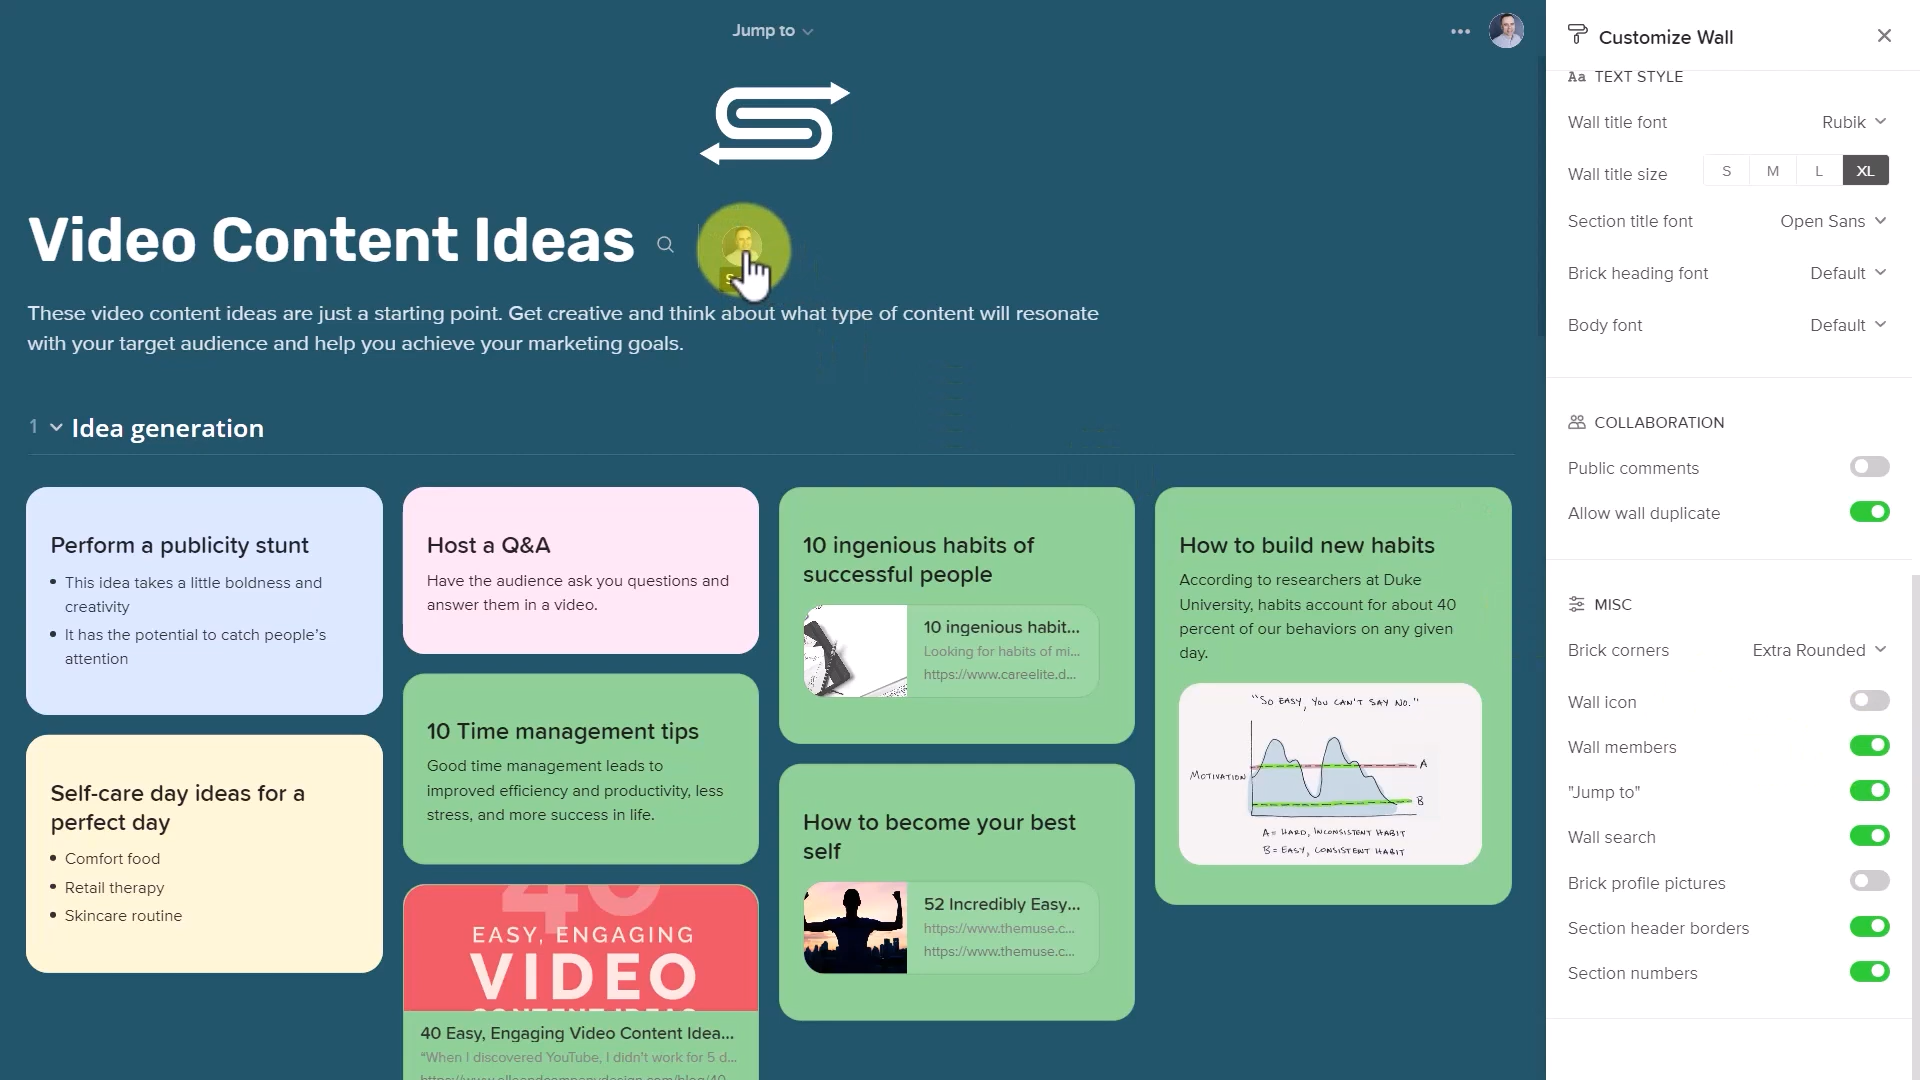 Jump to
Customize Wall
Aa TEXT STYLE
Wall title font Rubik
Wall title size S M L XL
Section title font Open Sans
Brick heading font Default
Body font Default
COLLABORATION
Public comments
Allow wall duplicate
MISC
Brick corners Extra Rounded
Wall icon
Wall members
"Jump to"
Wall search
Brick profile pictures
Section header borders
Section numbers
Video Content Ideas
These video content ideas are just a starting point. Get creative and think about what type of content will resonate
with your target audience and help you achieve your marketing goals.
1 Idea generation
Perform a publicity stunt
• This idea takes a little boldness and
creativity
• It has the potential to catch people’s
attention
Self-care day ideas for a
perfect day
• Comfort food
• Retail therapy
• Skincare routine
Host a Q&A
Have the audience ask you questions and
answer them in a video.
10 Time management tips
Good time management leads to
improved efficiency and productivity, less
stress, and more success in life.
40
EASY, ENGAGING
VIDEO
CONTENT IDEAS
40 Easy, Engaging Video Content Idea...
“When I discovered YouTube, I didn't work for 5 d...
10 ingenious habits of
successful people
10 ingenious habit...
Looking for habits of mi...
https://www.careelite.d...
How to become your best
self
52 Incredibly Easy...
https://www.themuse.c...
https://www.themuse.c...
How to build new habits
According to researchers at Duke
University, habits account for about 40
percent of our behaviors on any given
day.
"SO EASY, YOU CAN'T SAY NO."
MOTIVATION
A
B
A = HARD, INCONSISTENT HABIT
B = EASY, CONSISTENT HABIT